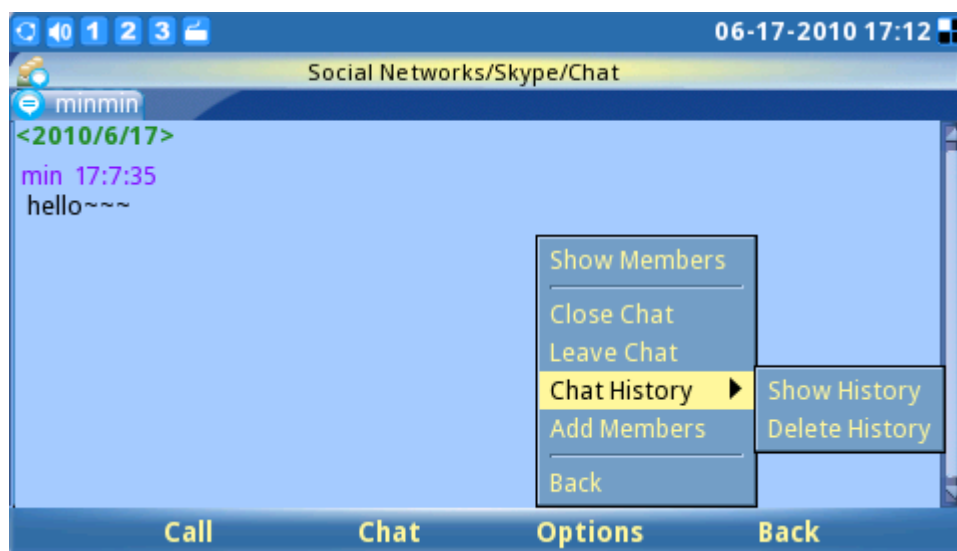 1 2 3 06-17-2010 17:12
Social Networks/Skype/Chat
minmin
<2010/6/17>
min 17:7:35
hello~~~
Show Members
Close Chat
Leave Chat
Chat History
Add Members
Back
Show History
Delete History
Call Chat Options Back